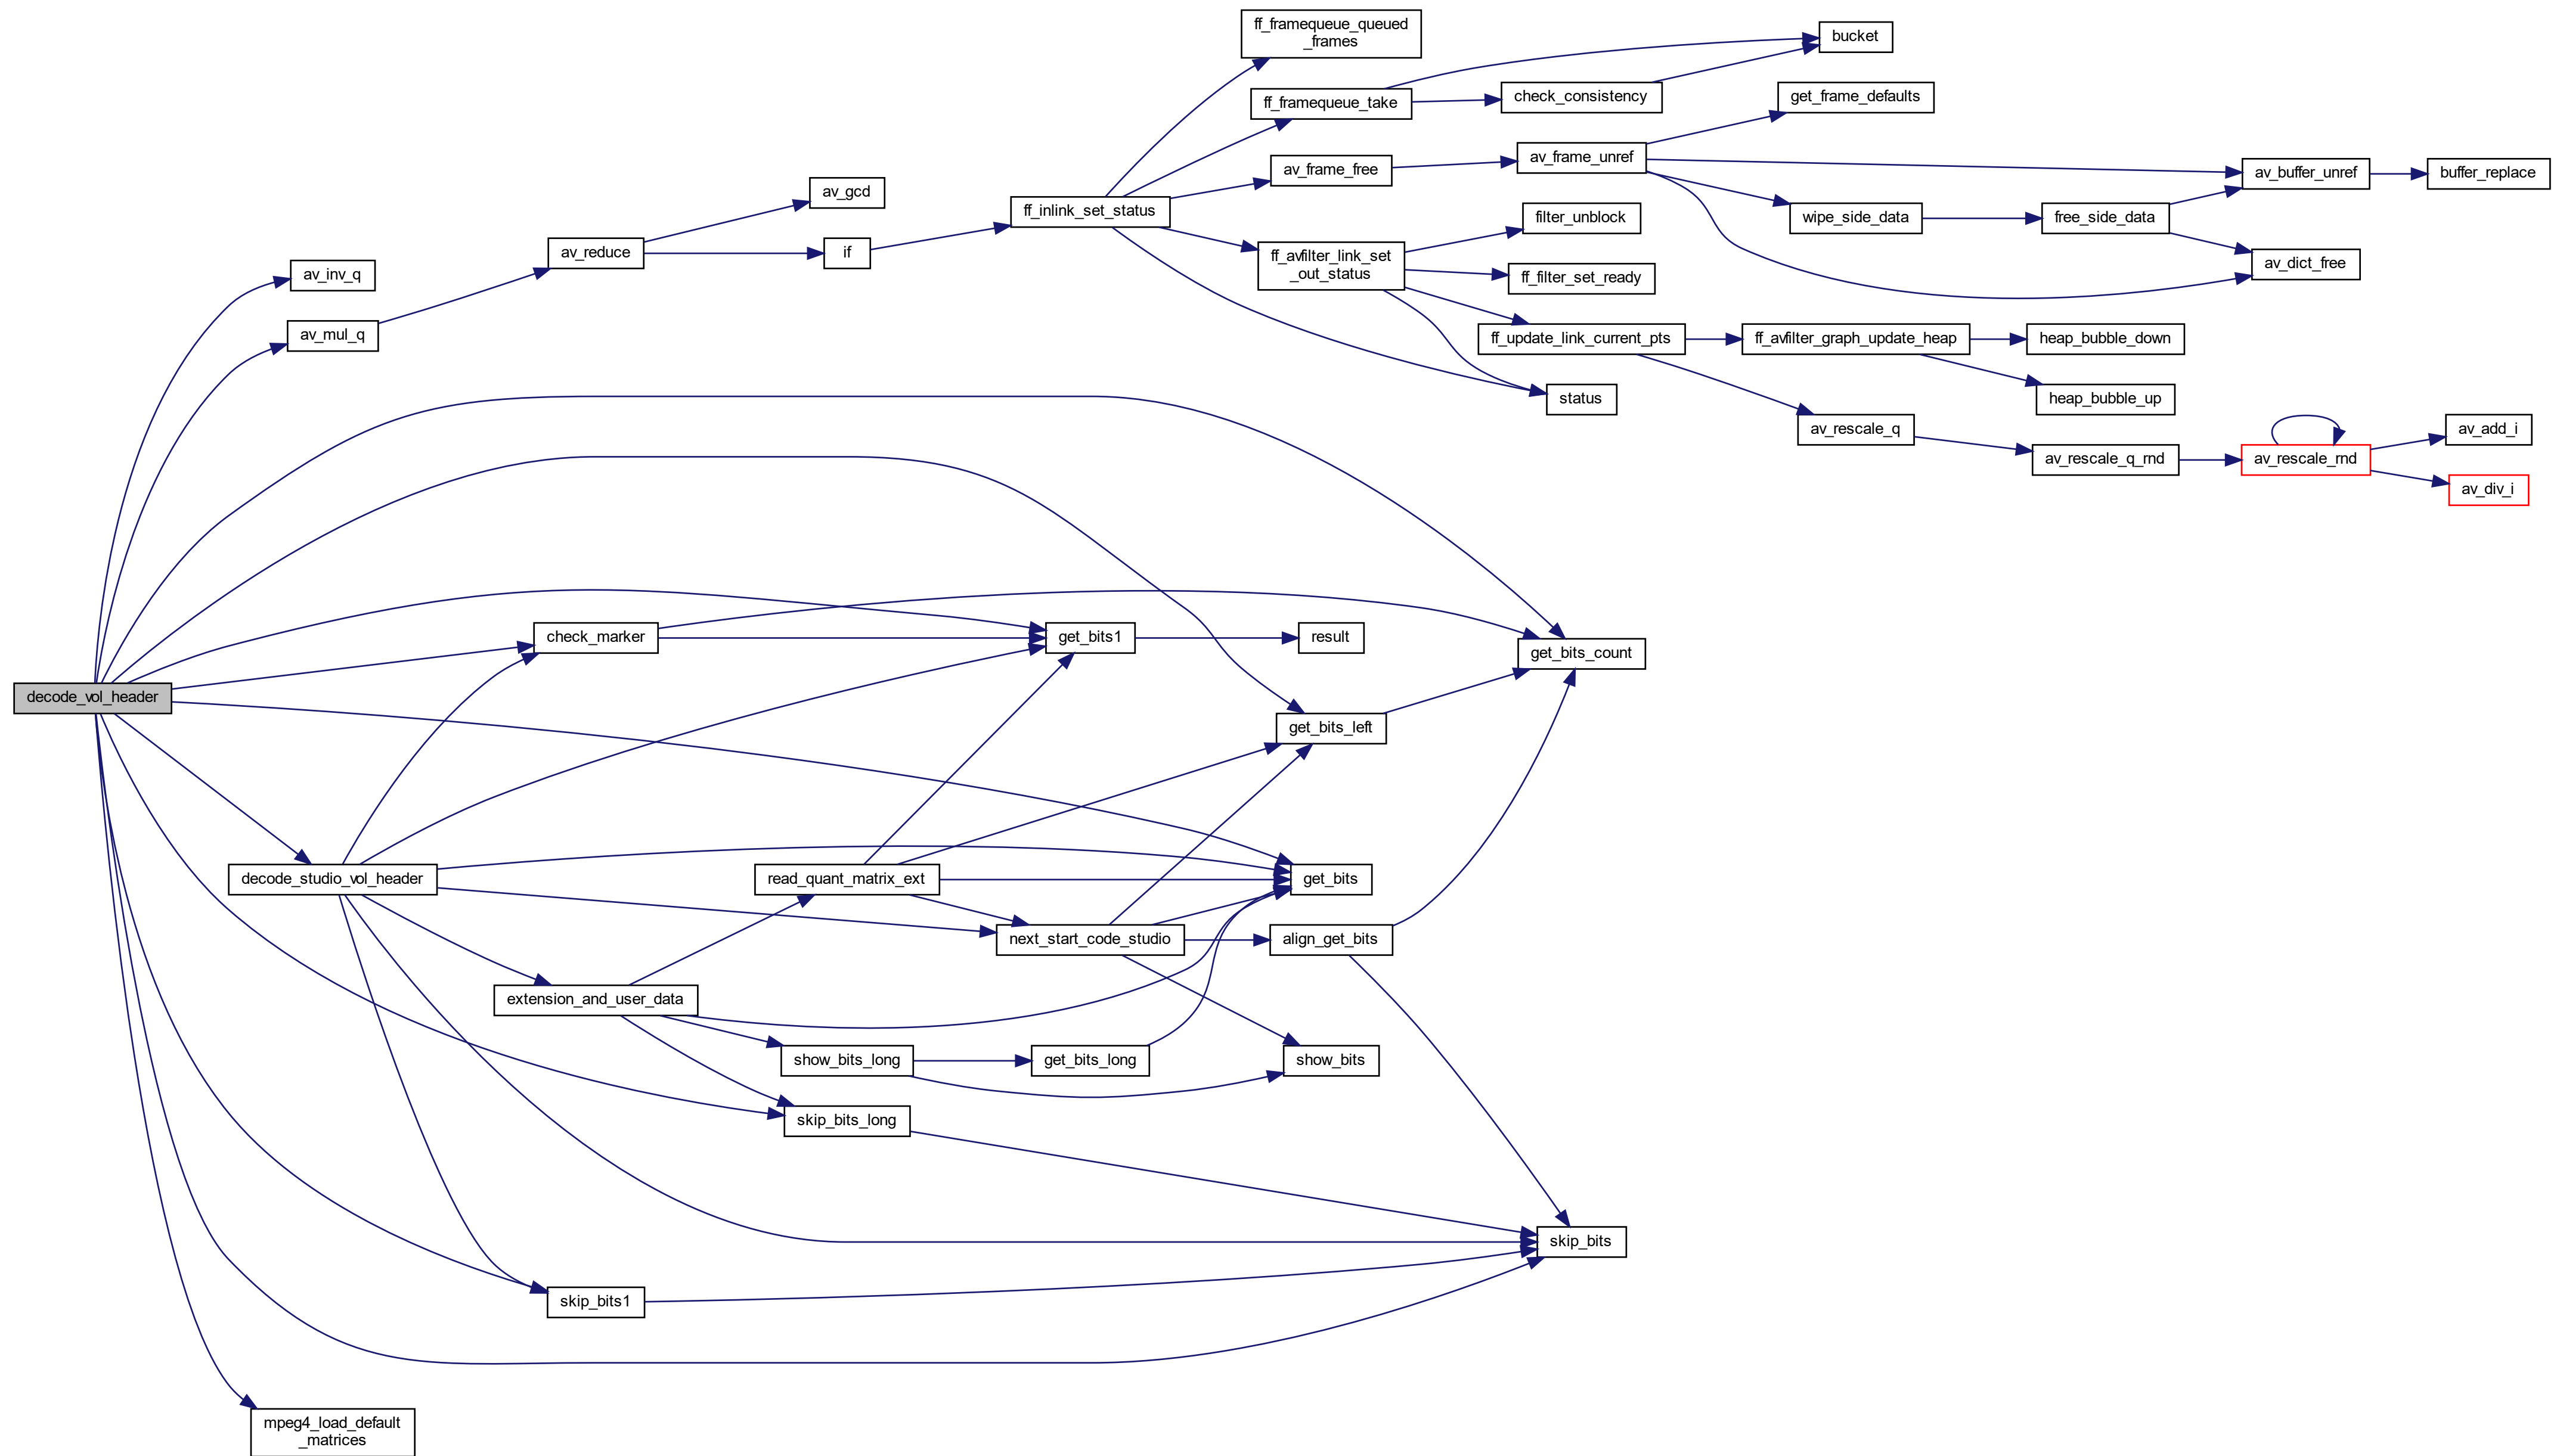 ff_framequeue_queued
_frames
bucket
ff_framequeue_take
check_consistency
get_frame_defaults
av_frame_free
av_frame_unref
av_buffer_unref
buffer_replace
av_gcd
ff_inlink_set_status
filter_unblock
wipe_side_data
free_side_data
av_reduce
if
ff_avfilter_link_set
_out_status
ff_filter_set_ready
av_dict_free
av_inv_q
av_mul_q
ff_update_link_current_pts
ff_avfilter_graph_update_heap
heap_bubble_down
status
heap_bubble_up
av_rescale_q
av_rescale_q_rnd
av_rescale_rnd
av_add_i
av_div_i
check_marker
get_bits1
result
get_bits_count
decode_vol_header
get_bits_left
decode_studio_vol_header
read_quant_matrix_ext
get_bits
next_start_code_studio
align_get_bits
extension_and_user_data
show_bits_long
get_bits_long
show_bits
skip_bits_long
skip_bits
skip_bits1
mpeg4_load_default
_matrices